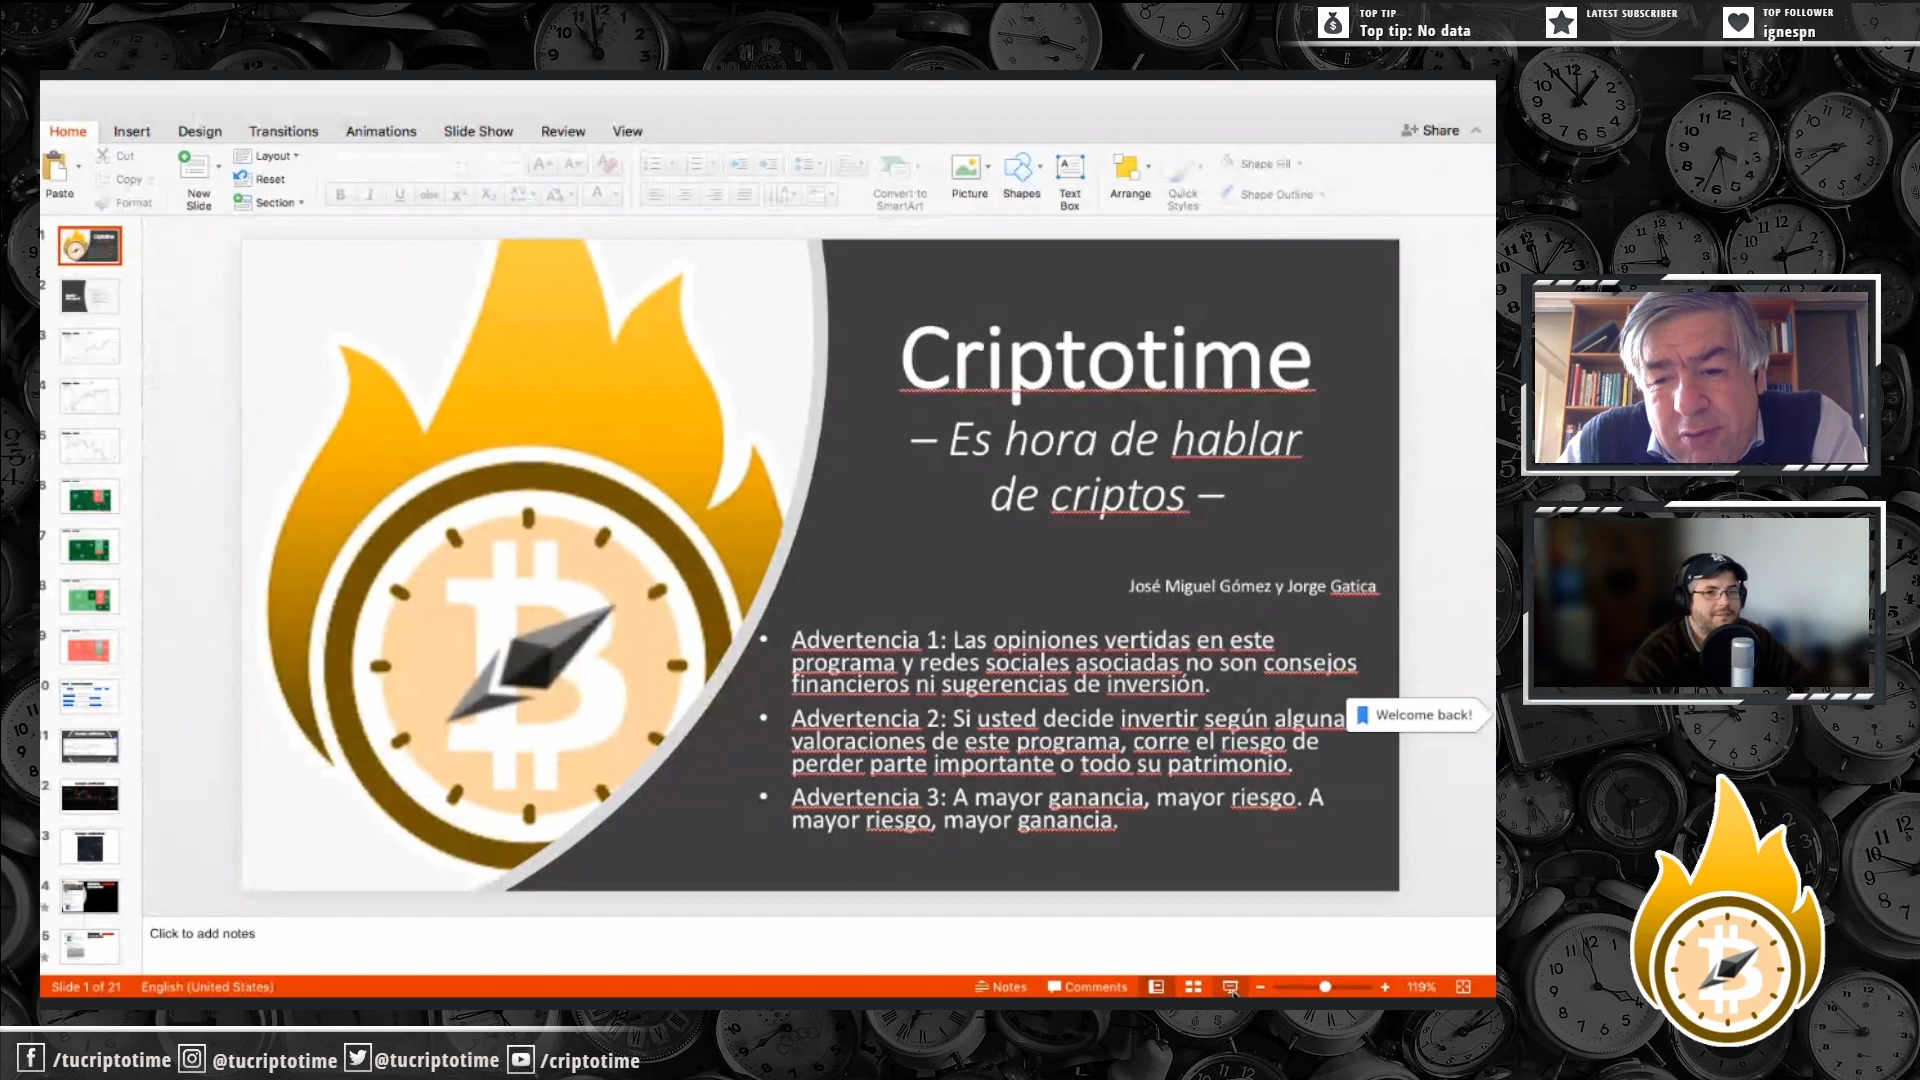 TOP TIP
Top tip: No data
LATEST SUBSCRIBER
TOP FOLLOWER
ignespn
Home Insert Design Transitions Animations Slide Show Review View Share
Paste Cut Copy Format
New Slide
Layout Reset Section
Convert to SmartArt
Picture Shapes Text Box Arrange Quick Styles
Shape Fill
Shape Outline
Criptotime
– Es hora de hablar
de criptos –
José Miguel Gómez y Jorge Gatica
• Advertencia 1: Las opiniones vertidas en este
programa y redes sociales asociadas no son consejos
financieros ni sugerencias de inversión.
• Advertencia 2: Si usted decide invertir según alguna
valoraciones de este programa, corre el riesgo de
perder parte importante o todo su patrimonio.
• Advertencia 3: A mayor ganancia, mayor riesgo. A
mayor riesgo, mayor ganancia.
Welcome back!
Click to add notes
Slide 1 of 21 English (United States) Notes Comments 119%
/tucriptotime @tucriptotime @tucriptotime /criptotime